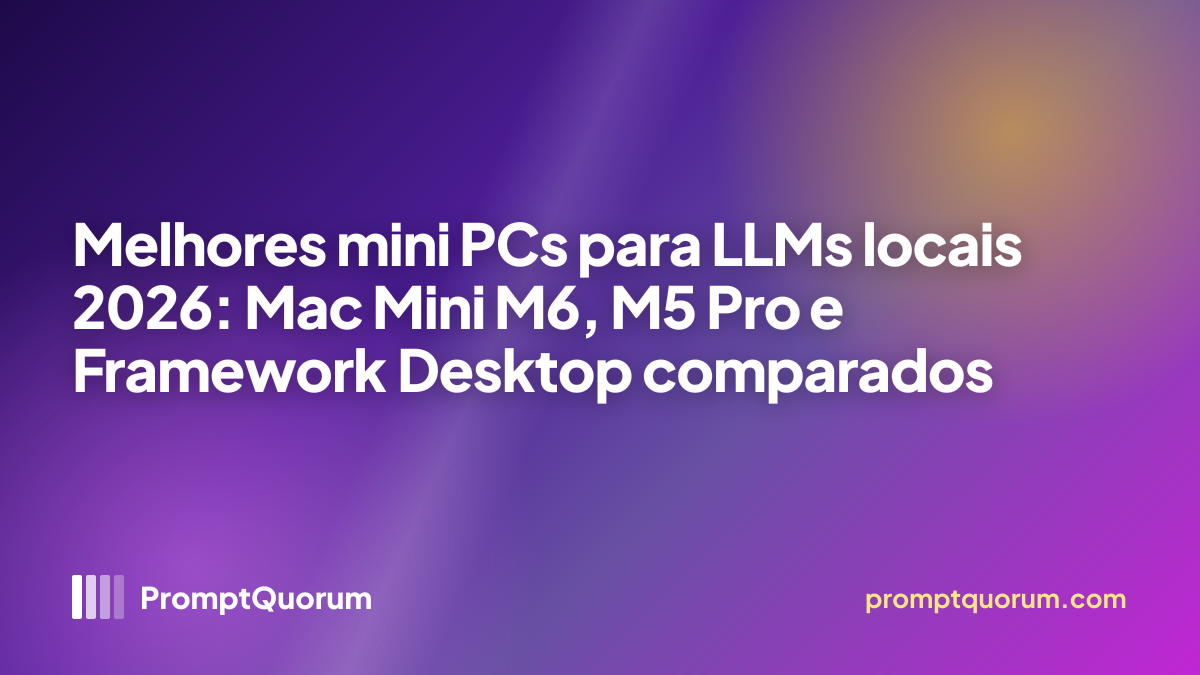 Melhores mini PCs para LLMs locais
2026: Mac Mini M6, M5 Pro e
Framework Desktop comparados
PromptQuorum
promptquorum.com